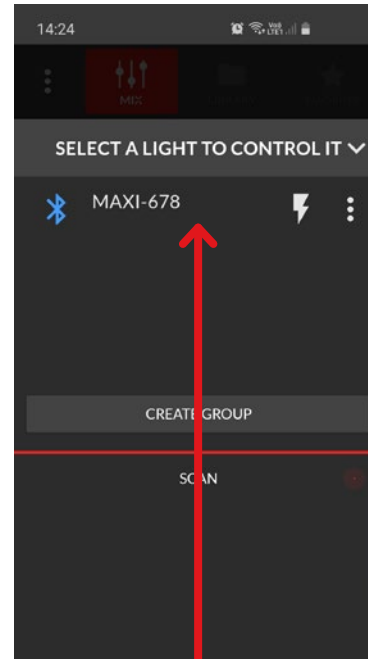 14:24
MIX
SELECT A LIGHT TO CONTROL IT
MAXI-678
CREATE GROUP
SCAN